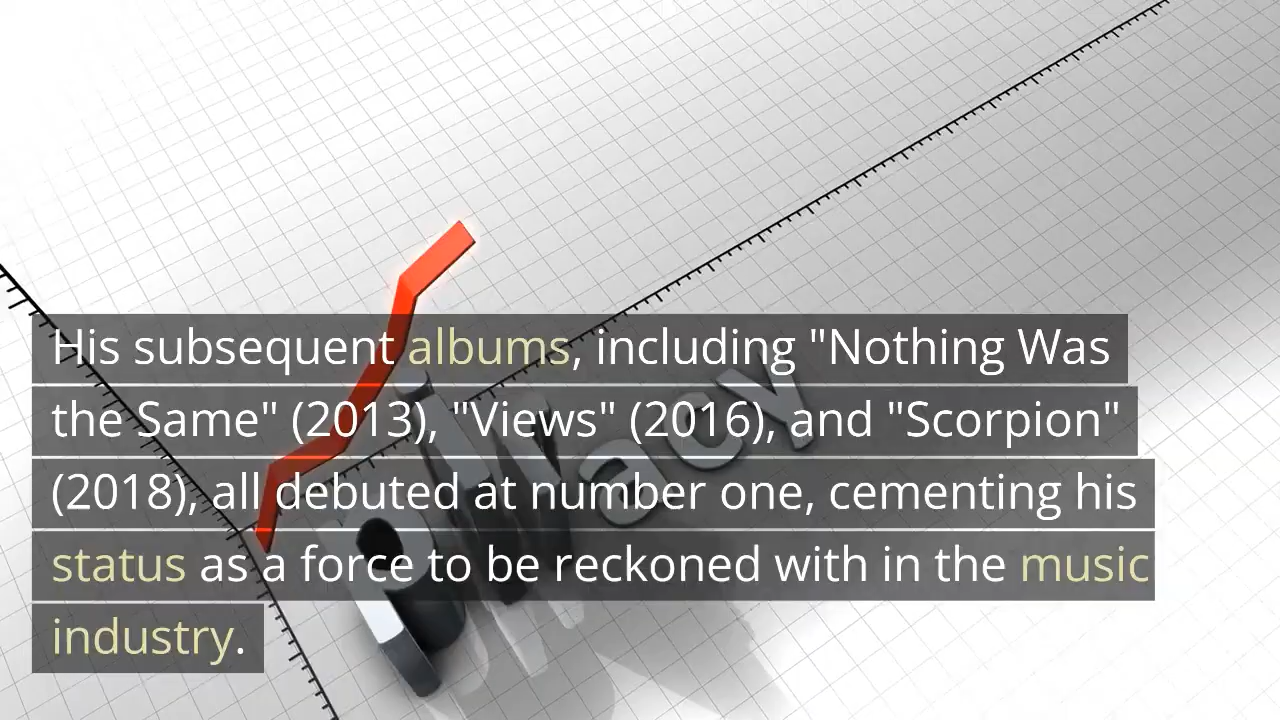 His subsequent albums, including "Nothing Was
the Same" (2013), "Views" (2016), and "Scorpion"
(2018), all debuted at number one, cementing his
status as a force to be reckoned with in the music
industry.